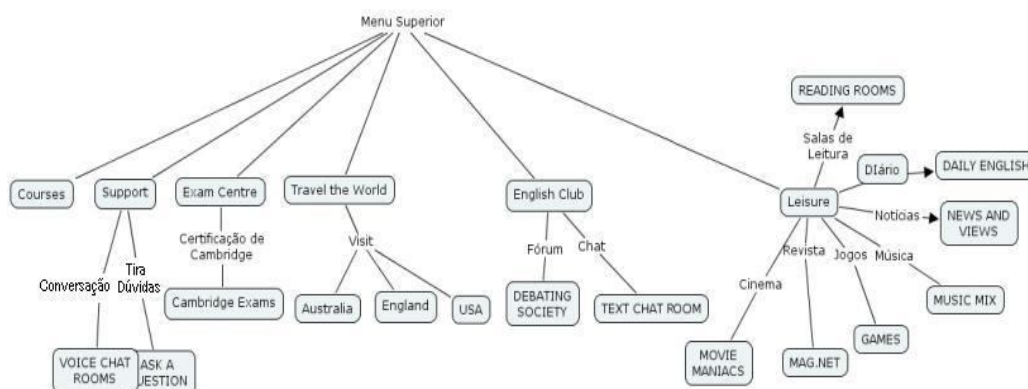 Menu Superior
READING ROOMS
Salas de
Leitura
DIário
DAILY ENGLISH
Courses
Support
Exam Centre
Travel the World
English Club
Leisure
Notícias
NEWS AND
VIEWS
Certificação de
Cambridge
Visit
Fórum
Chat
Revista
Jogos
Música
Conversação
Tira
Dúvidas
Cinema
Cambridge Exams
Australia
England
USA
DEBATING
SOCIETY
TEXT CHAT ROOM
MUSIC MIX
GAMES
VOICE CHAT
ROOMS
ASK A
UESTION
MOVIE
MANIACS
MAG.NET